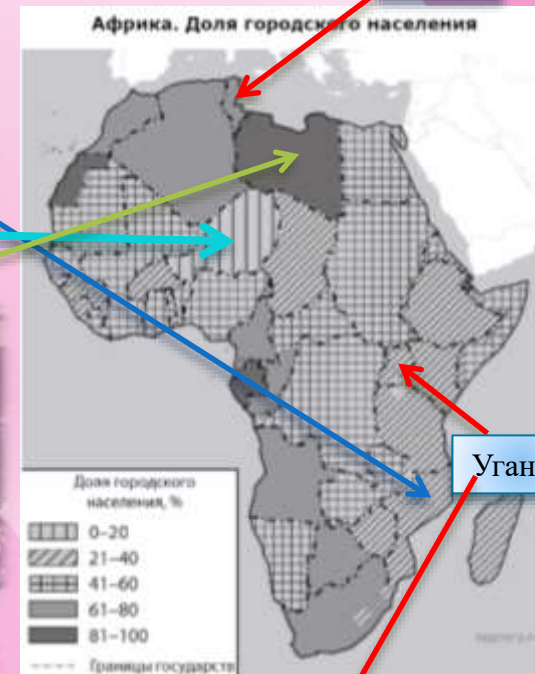 Африка. Доля городского населения
Уган
Доля городского
населения, %
0–20
21–40
41–60
61–80
81–100
Границы государств